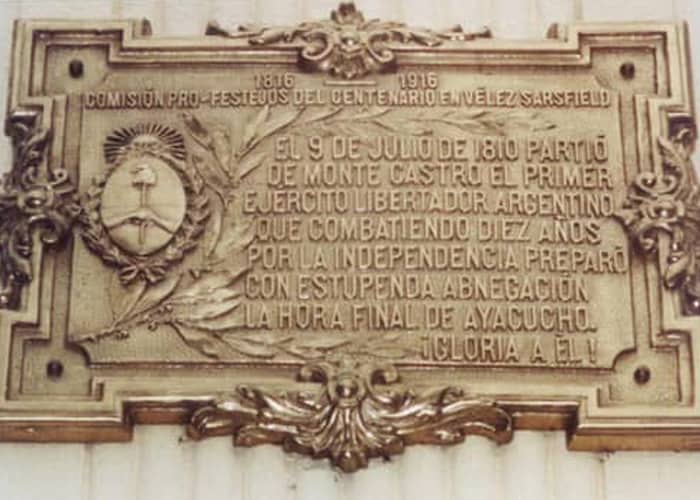 1816 — 1916
COMISIÓN PRO-FESTEJOS DEL CENTENARIO EN VÉLEZ SARSFIELD
EL 9 DE JULIO DE 1810 PARTIÓ
DE MONTE CASTRO EL PRIMER
EJERCITO LIBERTADOR ARGENTINO
QUE COMBATIENDO DIEZ AÑOS
POR LA INDEPENDENCIA PREPARÓ
CON ESTUPENDA ABNEGACIÓN
LA HORA FINAL DE AYACUCHO.
¡GLORIA A ÉL!